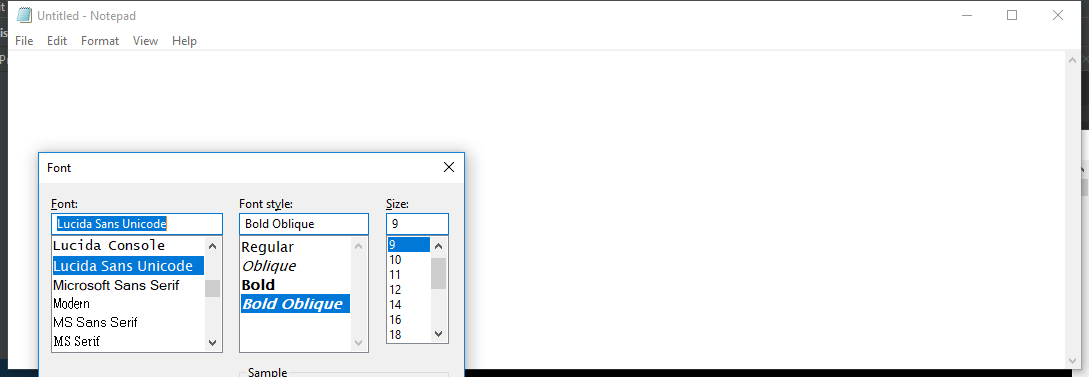 Untitled - Notepad
File Edit Format View Help
Font
Font: Font style: Size:
Lucida Sans Unicode Bold Oblique 9
Lucida Console Regular 9
Lucida Sans Unicode Oblique 10
Microsoft Sans Serif Bold 11
Modern Bold Oblique 12
MS Sans Serif 14
MS Serif 16
18
Sample